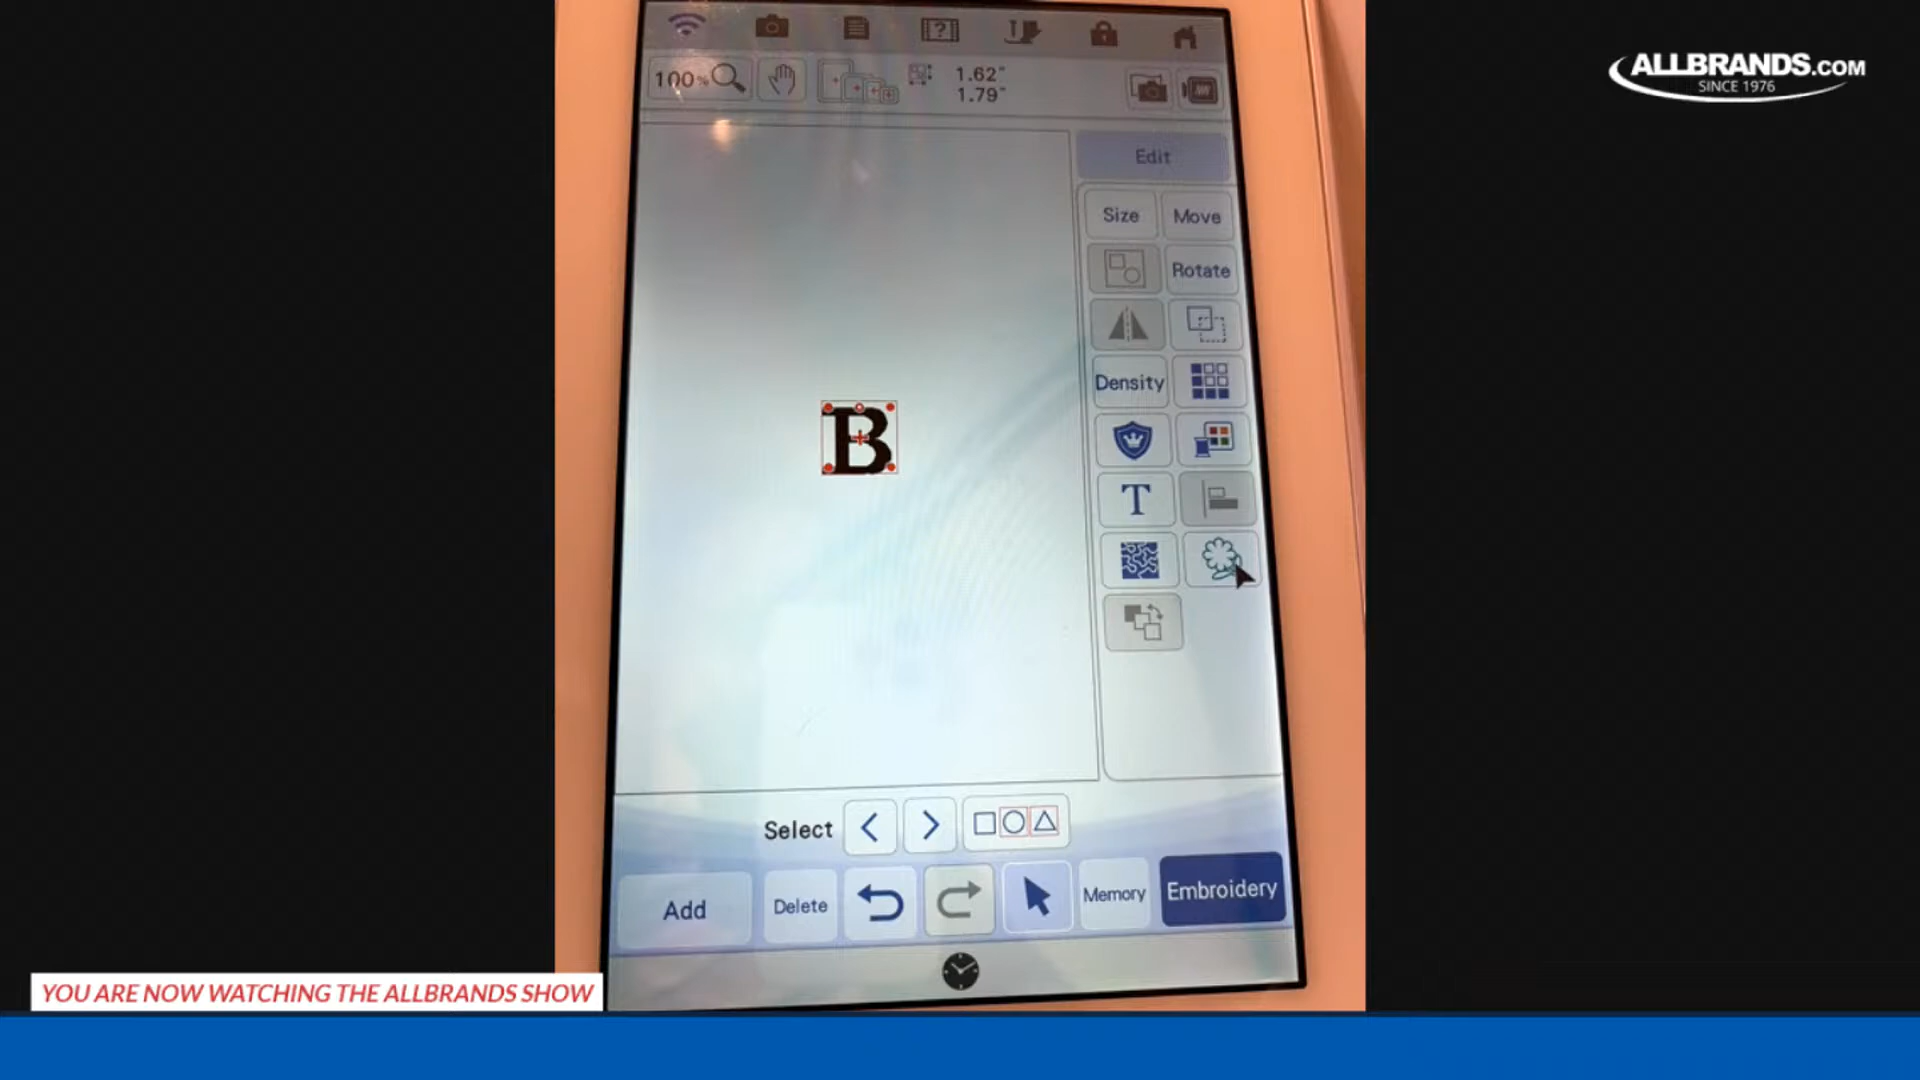 ALLBRANDS.COM
SINCE 1976
100%
1.62"
1.79"
Edit
Size Move
Rotate
Density
B
T
Select
Add Delete Memory Embroidery
YOU ARE NOW WATCHING THE ALLBRANDS SHOW